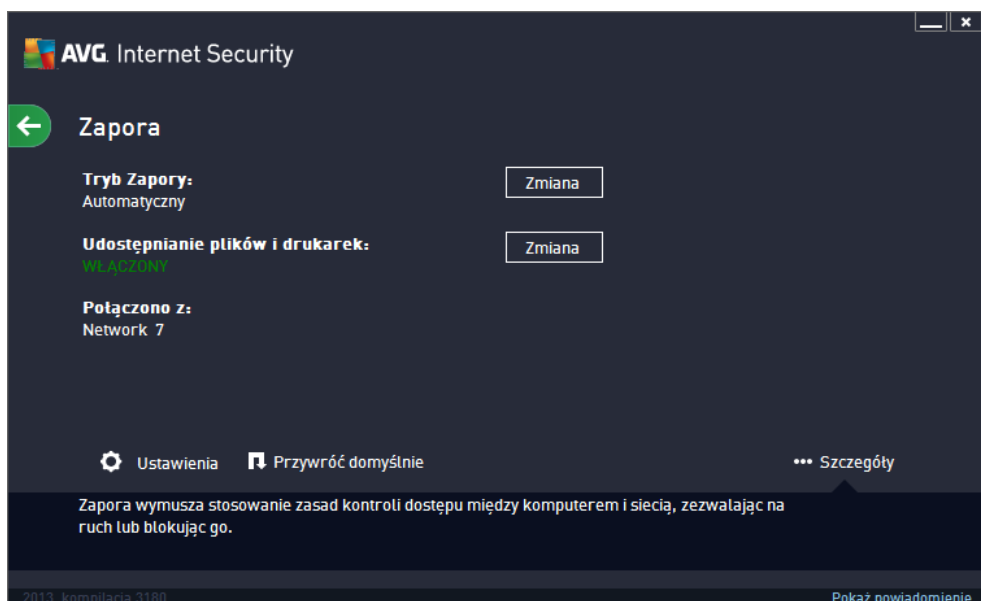 AVG. Internet Security
Zapora
Tryb Zapory:
Zmiana
Automatyczny
Udostępnianie plików i drukarek:
Zmiana
WŁĄCZONY
Połączono z:
Network 7
Ustawienia
Przywróć domyślnie
••• Szczegóły
Zapora wymusza stosowanie zasad kontroli dostępu między komputerem i siecią, zezwalając na
ruch lub blokując go.
2013 kompilacja 3180
Pokaż powiadomienie